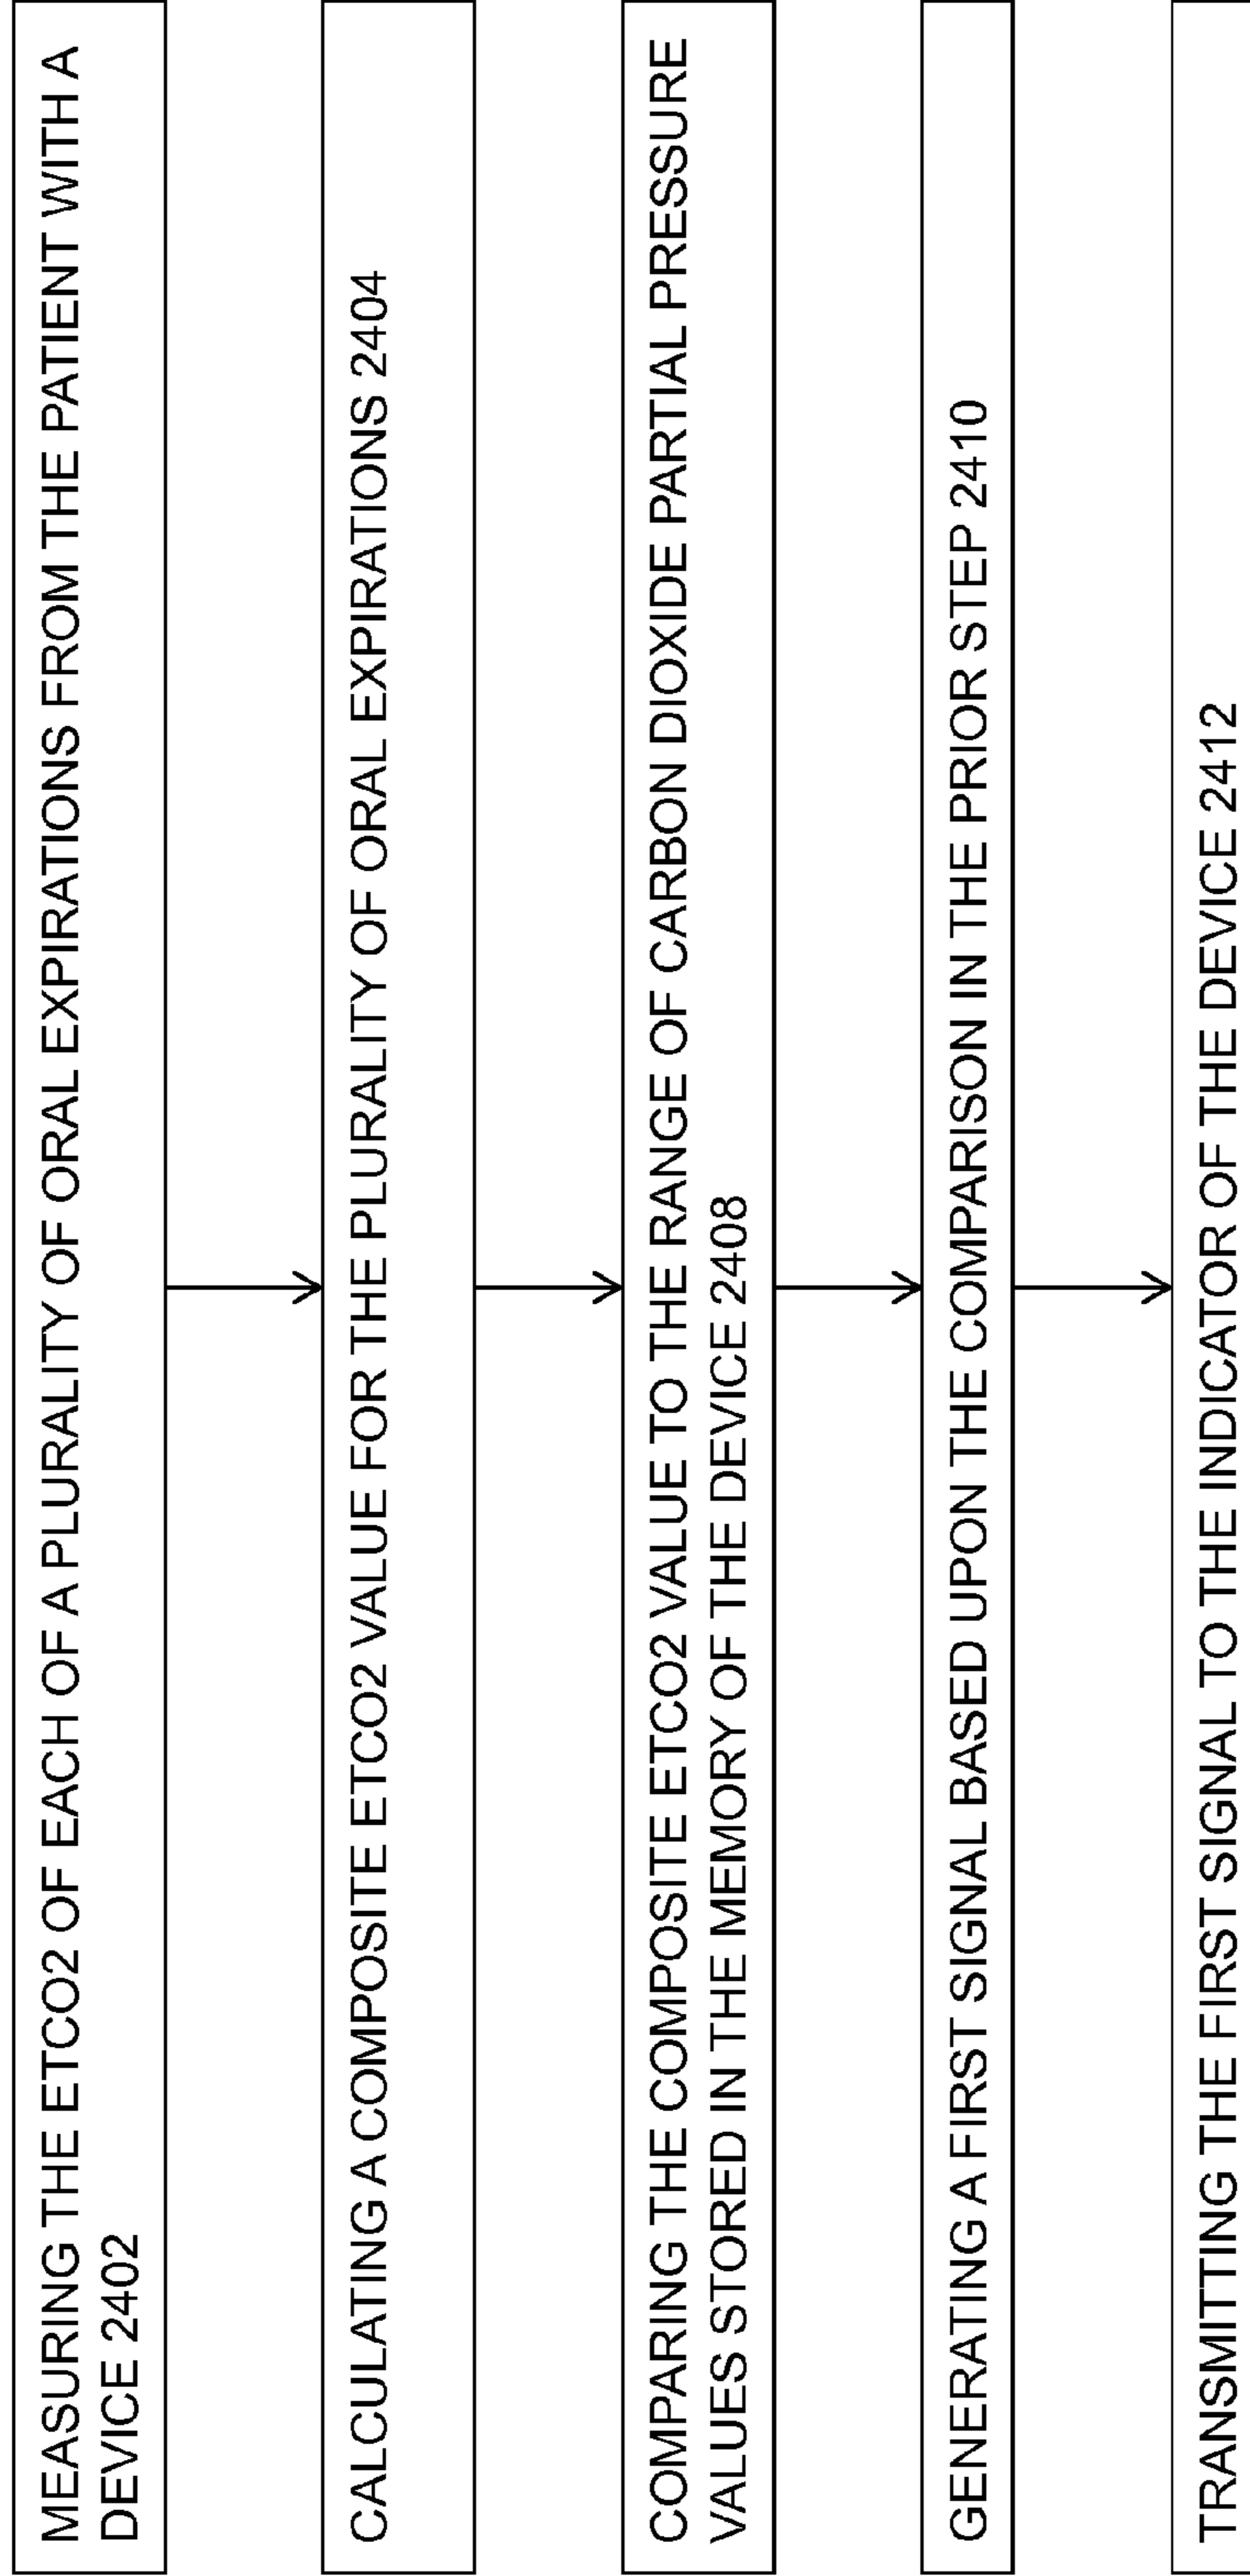 MEASURING THE ETCO2 OF EACH OF A PLURALITY OF ORAL EXPIRATIONS FROM THE PATIENT WITH A
DEVICE 2402
CALCULATING A COMPOSITE ETCO2 VALUE FOR THE PLURALITY OF ORAL EXPIRATIONS 2404
COMPARING THE COMPOSITE ETCO2 VALUE TO THE RANGE OF CARBON DIOXIDE PARTIAL PRESSURE
VALUES STORED IN THE MEMORY OF THE DEVICE 2408
GENERATING A FIRST SIGNAL BASED UPON THE COMPARISON IN THE PRIOR STEP 2410
TRANSMITTING THE FIRST SIGNAL TO THE INDICATOR OF THE DEVICE 2412